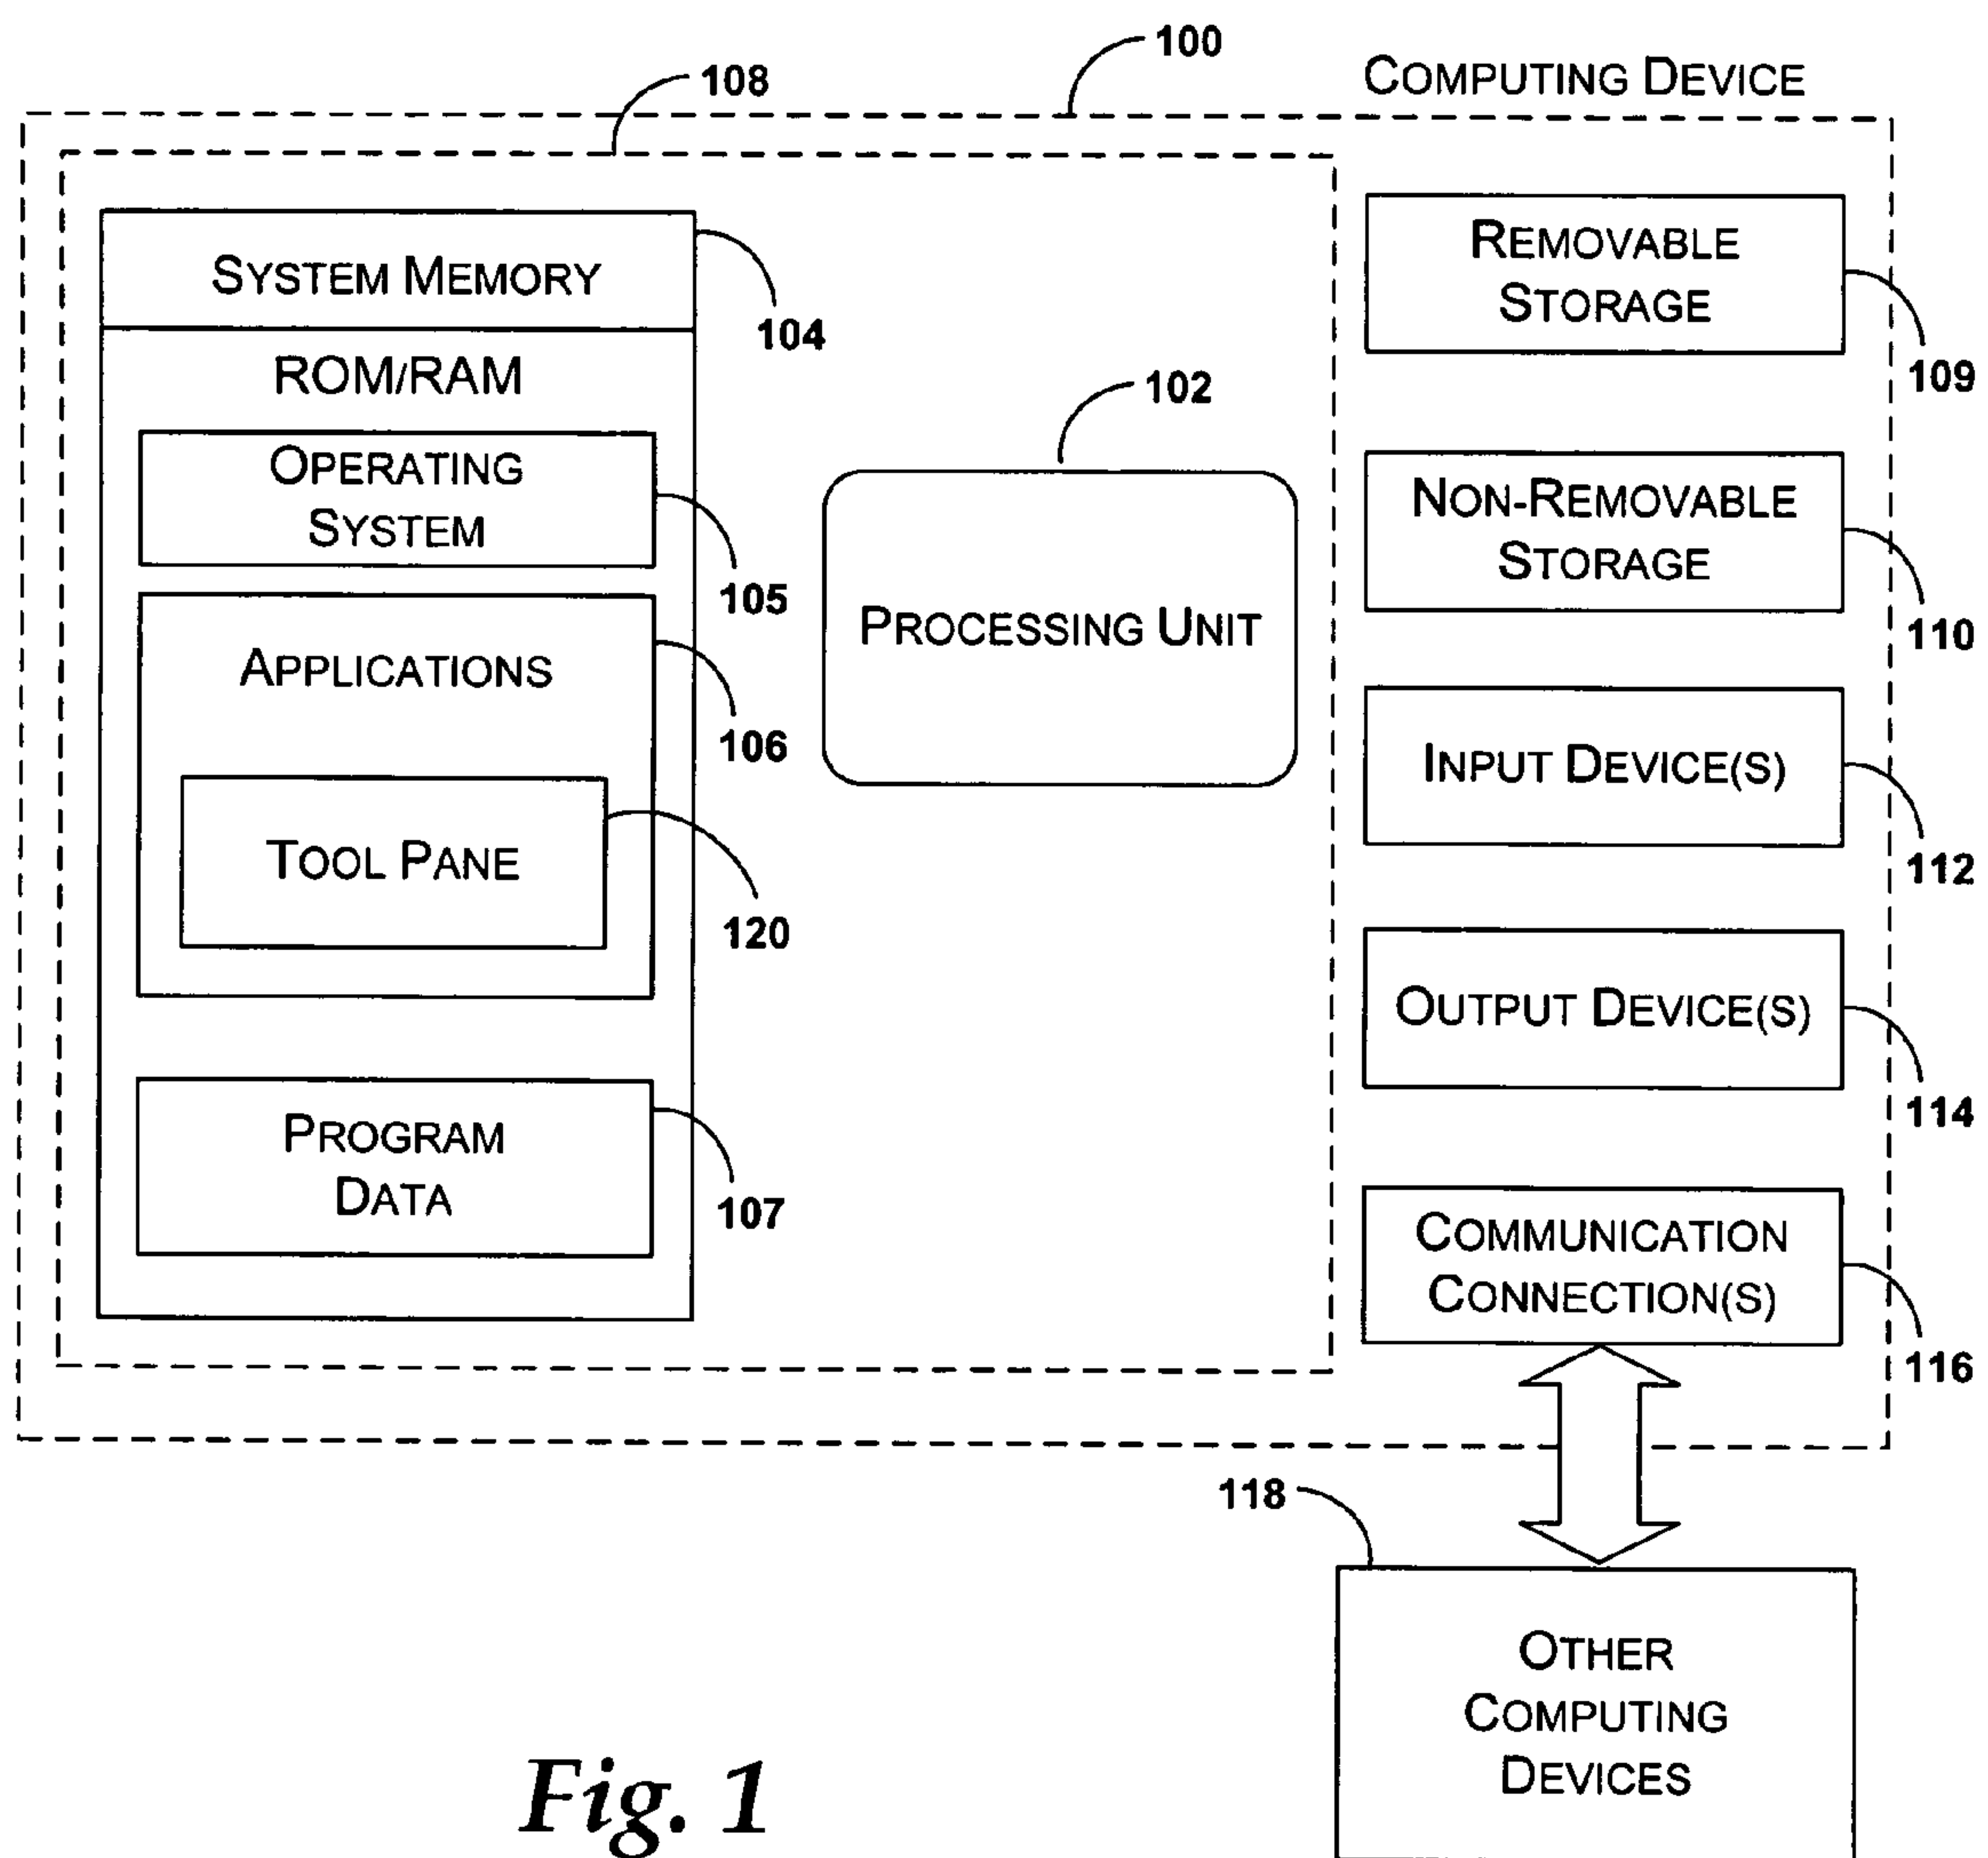 100
COMPUTING DEVICE
108
SYSTEM MEMORY
104
ROM/RAM
OPERATING
SYSTEM
105
APPLICATIONS
106
TOOL PANE
120
PROGRAM
DATA
107
102
PROCESSING UNIT
REMOVABLE
STORAGE
109
NON-REMOVABLE
STORAGE
110
INPUT DEVICE(S)
112
OUTPUT DEVICE(S)
114
COMMUNICATION
CONNECTION(S)
116
118
OTHER
COMPUTING
DEVICES
Fig. 1